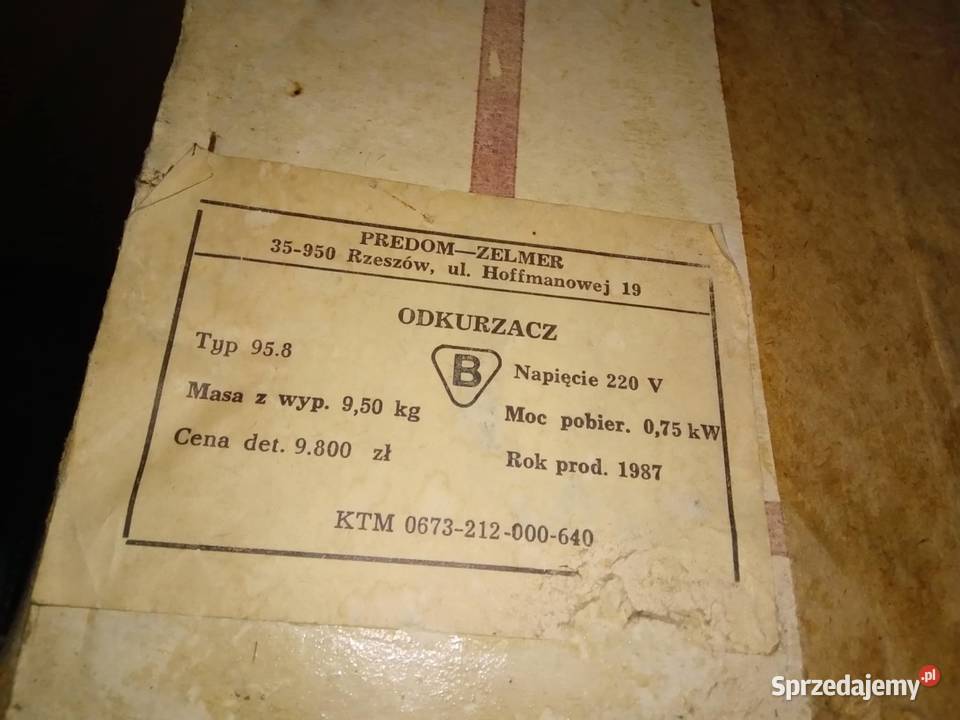 PREDOM—ZELMER
35-950 Rzeszów, ul. Hoffmanowej 19
ODKURZACZ
Typ 95.8
B
Napięcie 220 V
Masa z wyp. 9,50 kg
Moc pobier. 0,75 kW
Cena det. 9.800 zł
Rok prod. 1987
KTM 0673-212-000-640
Sprzedajemy.pl